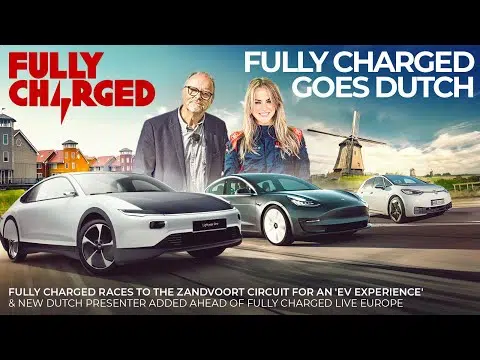 FULLY
CHARGED
FULLY CHARGED
GOES DUTCH
FULLY CHARGED RACES TO THE ZANDVOORT CIRCUIT FOR AN 'EV EXPERIENCE'
& NEW DUTCH PRESENTER ADDED AHEAD OF FULLY CHARGED LIVE EUROPE